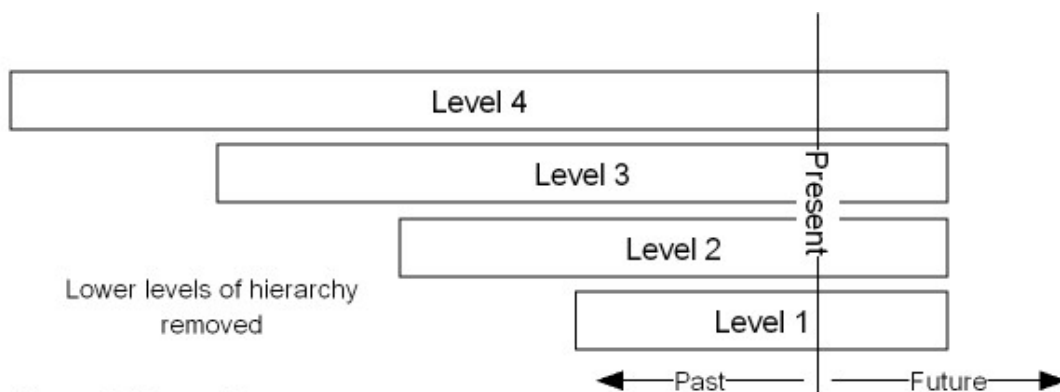 Level 4
Level 3
Present
Level 2
Lower levels of hierarchy
removed
Level 1
Past
Future